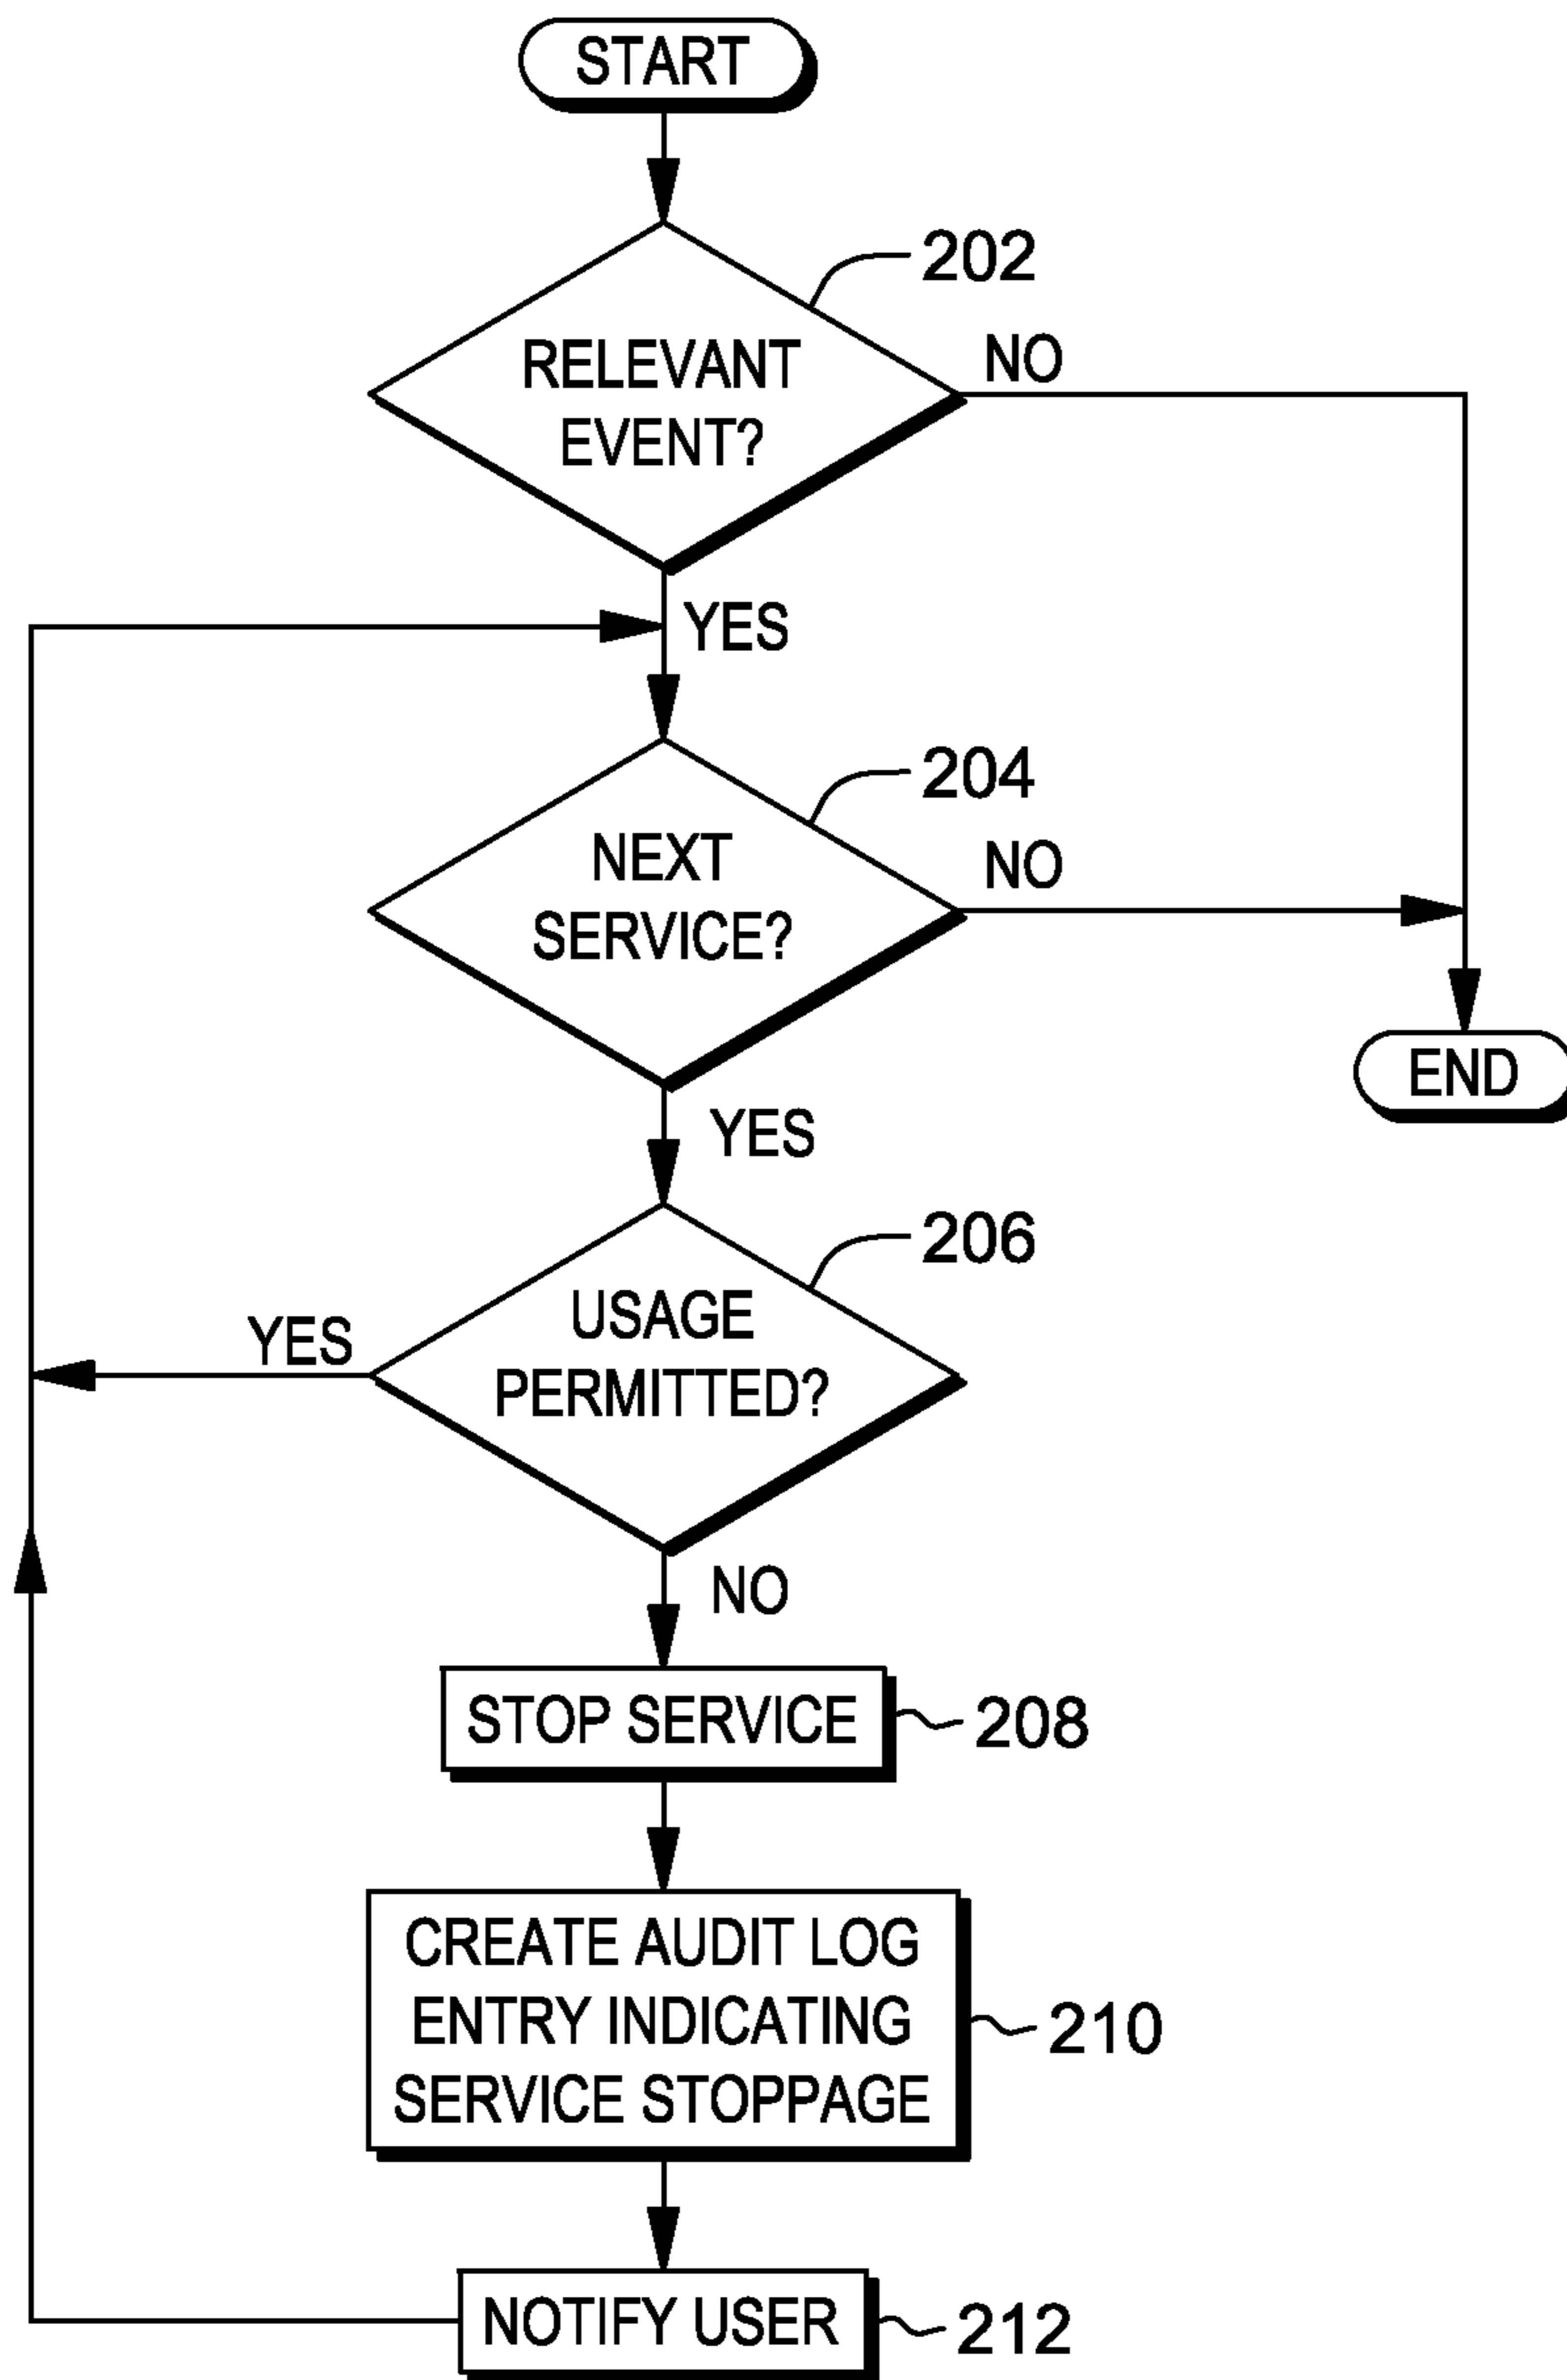 START
202
RELEVANT
EVENT?
NO
YES
204
NEXT
SERVICE?
NO
END
YES
206
USAGE
PERMITTED?
YES
NO
STOP SERVICE
208
CREATE AUDIT LOG
ENTRY INDICATING
SERVICE STOPPAGE
210
NOTIFY USER
212